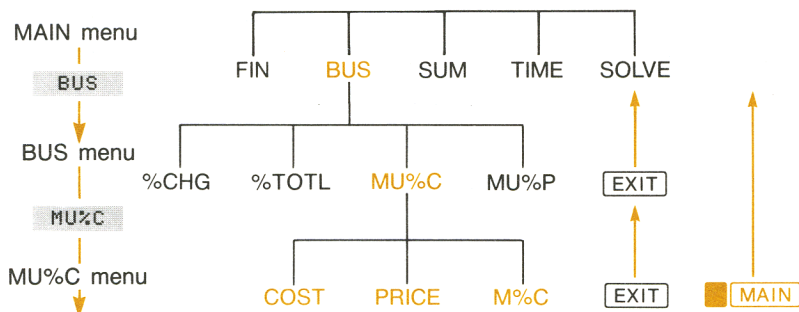 MAIN menu
FIN BUS SUM TIME SOLVE
BUS
BUS menu
%CHG %TOTL MU%C MU%P EXIT
MU%C
MU%C menu
COST PRICE M%C EXIT MAIN